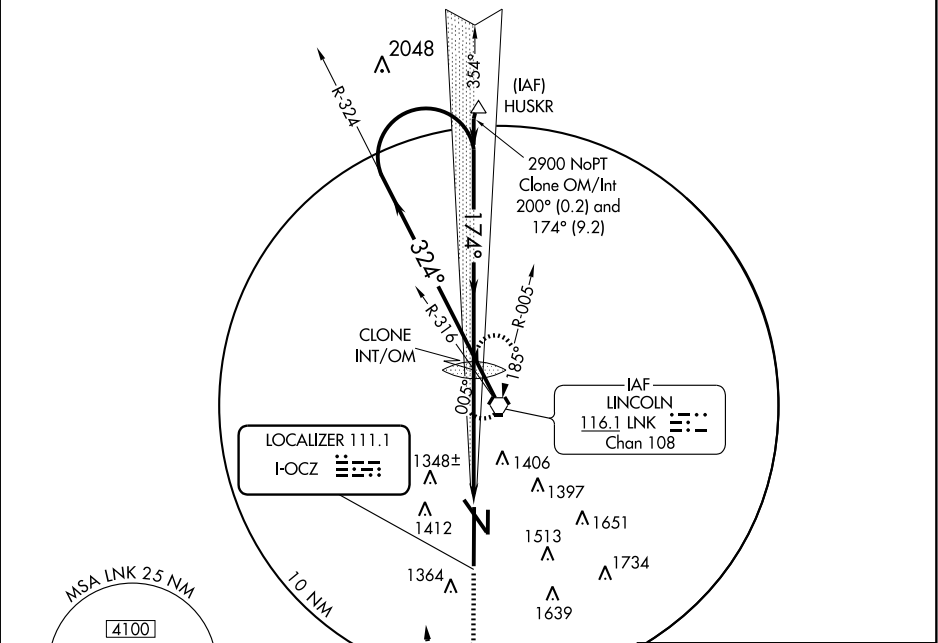 2048
354°
(IAF)
HUSKR
R-324
2900 NoPT
Clone OM/Int
200° (0.2) and
174° (9.2)
174°
324°
R-316
R-005
185°
CLONE
INT/OM
005°
IAF
LINCOLN
116.1 LNK
Chan 108
LOCALIZER 111.1
I-OCZ
1348±
1406
1397
1412
1651
1513
1734
1364
1639
10 NM
MSA LNK 25 NM
4100